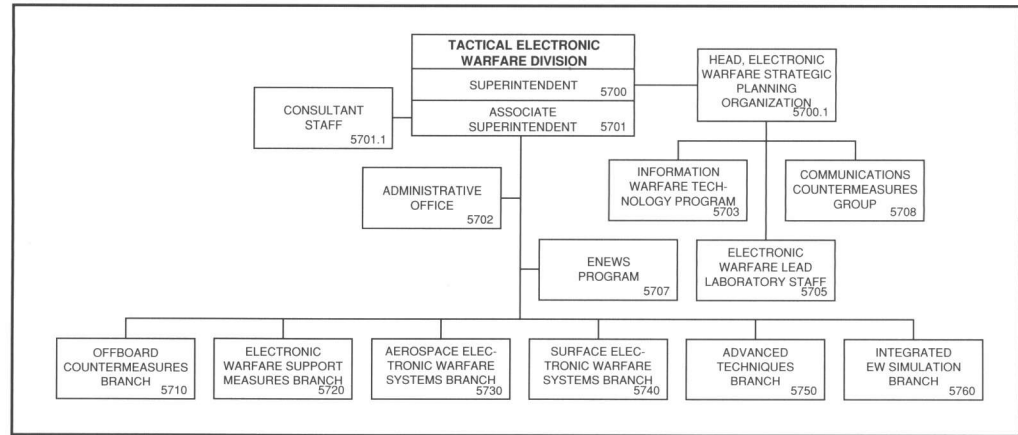 TACTICAL ELECTRONIC
WARFARE DIVISION
SUPERINTENDENT 5700
ASSOCIATE
SUPERINTENDENT 5701
HEAD, ELECTRONIC
WARFARE STRATEGIC
PLANNING
ORGANIZATION
5700.1
CONSULTANT
STAFF
5701.1
ADMINISTRATIVE
OFFICE
5702
INFORMATION
WARFARE TECH-
NOLOGY PROGRAM
5703
COMMUNICATIONS
COUNTERMEASURES
GROUP
5708
ENEWS
PROGRAM
5707
ELECTRONIC
WARFARE LEAD
LABORATORY STAFF
5705
OFFBOARD
COUNTERMEASURES
BRANCH
5710
ELECTRONIC
WARFARE SUPPORT
MEASURES BRANCH
5720
AEROSPACE ELEC-
TRONIC WARFARE
SYSTEMS BRANCH
5730
SURFACE ELEC-
TRONIC WARFARE
SYSTEMS BRANCH
5740
ADVANCED
TECHNIQUES
BRANCH
5750
INTEGRATED
EW SIMULATION
BRANCH
5760